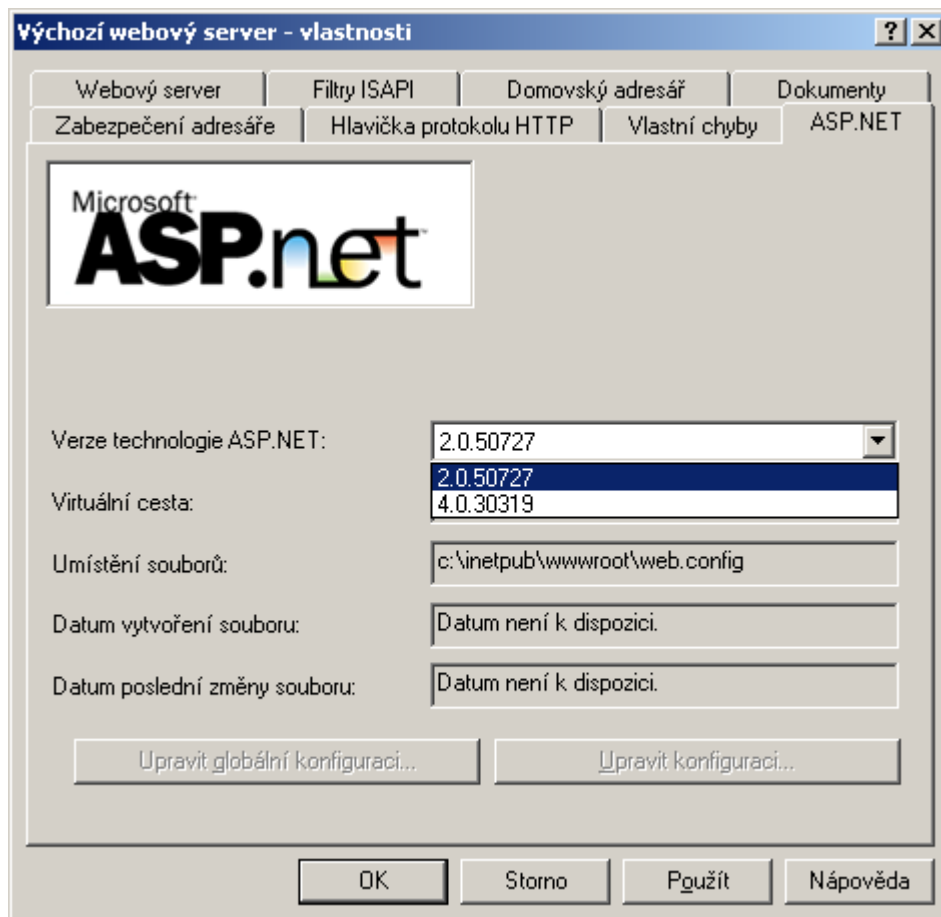 Výchozí webový server - vlastnosti
Webový server Filtry ISAPI Domovský adresář Dokumenty
Zabezpečení adresáře Hlavička protokolu HTTP Vlastní chyby ASP.NET
Microsoft
ASP.net
Verze technologie ASP.NET: 2.0.50727
2.0.50727
Virtuální cesta: 4.0.30319
Umístění souborů: c:\inetpub\wwwroot\web.config
Datum vytvoření souboru: Datum není k dispozici.
Datum poslední změny souboru: Datum není k dispozici.
Upravit globální konfiguraci... Upravit konfiguraci...
OK Storno Použít Nápověda